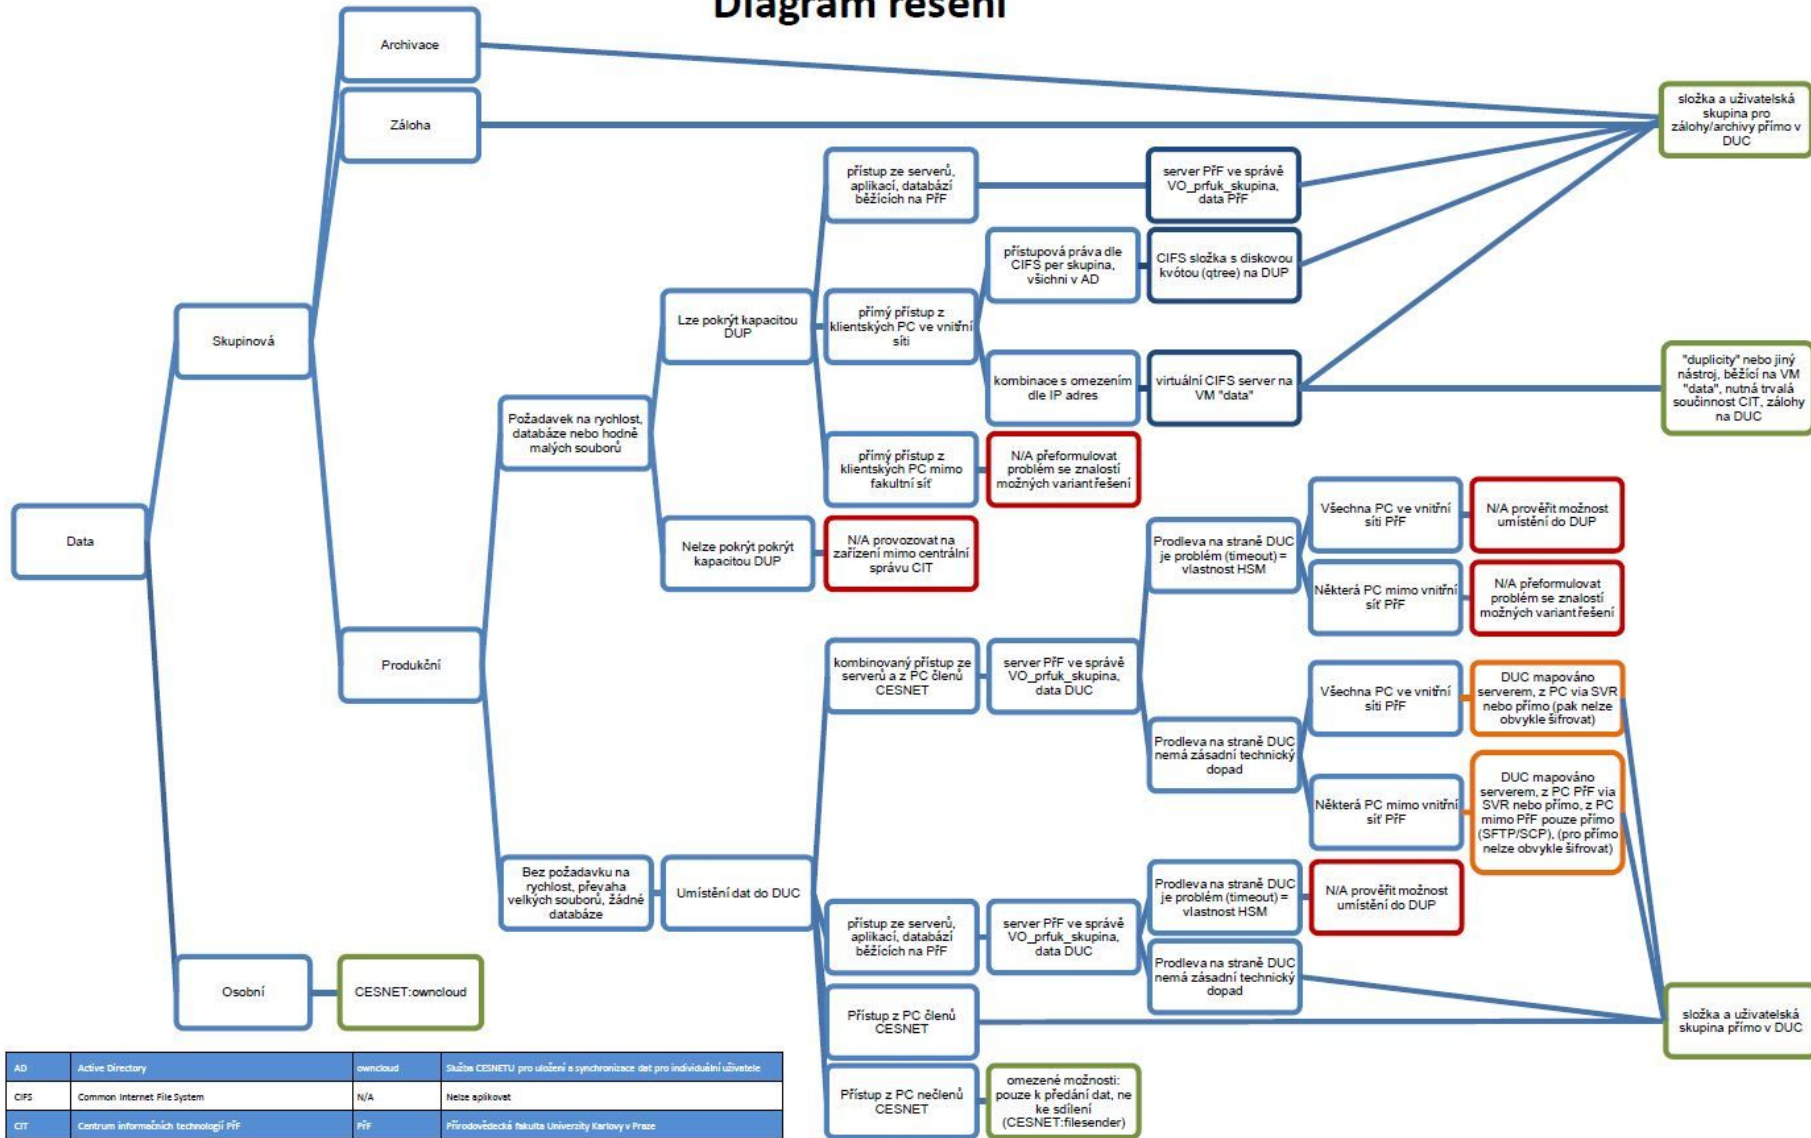 Diagram řešení
Archivace
Záloha
složka a uživatelská
skupina pro
zálohy/archivy přímo v
DUC
přístup ze serverů,
aplikací, databází
běžících na PřF
server PřF ve správě
VO_prfuk_skupina,
data PřF
přístupová práva dle
CIFS per skupina,
všichni v AD
CIFS složka s diskovou
kvótou (qtree) na DUP
Skupinová
Lze pokrýt kapacitou
DUP
přímý přístup z
klientských PC ve vnitřní
síti
kombinace s omezením
dle IP adres
virtuální CIFS server na
VM "data"
"duplicity" nebo jiný
nástroj, běžící na VM
"data", nutná trvalá
součinnost CIT, zálohy
na DUC
Požadavek na rychlost,
databáze nebo hodně
malých souborů
přímý přístup z
klientských PC mimo
fakultní síť
N/A přeformulovat
problém se znalostí
možných variant řešení
Data
Nelze pokrýt pokrýt
kapacitou DUP
N/A provozovat na
zařízení mimo centrální
správu CIT
Prodleva na straně DUC
je problém (timeout) =
vlastnost HSM
Všechna PC ve vnitřní
síti PřF
N/A prověřit možnost
umístění do DUP
Některá PC mimo vnitřní
síť PřF
N/A přeformulovat
problém se znalostí
možných variant řešení
Produkční
kombinovaný přístup ze
serverů a z PC členů
CESNET
server PřF ve správě
VO_prfuk_skupina,
data DUC
Všechna PC ve vnitřní
síti PřF
DUC mapováno
serverem, z PC via SVR
nebo přímo (pak nelze
obvykle šifrovat)
Prodleva na straně DUC
nemá zásadní technický
dopad
Některá PC mimo vnitřní
síť PřF
DUC mapováno
serverem, z PC PřF via
SVR nebo přímo, z PC
mimo PřF pouze přímo
(SFTP/SCP), (pro přímo
nelze obvykle šifrovat)
Bez požadavku na
rychlost, převaha
velkých souborů, žádné
databáze
Umístění dat do DUC
Prodleva na straně DUC
je problém (timeout) =
vlastnost HSM
N/A prověřit možnost
umístění do DUP
přístup ze serverů,
aplikací, databází
běžících na PřF
server PřF ve správě
VO_prfuk_skupina,
data DUC
Prodleva na straně DUC
nemá zásadní technický
dopad
Osobní
CESNET:owncloud
Přístup z PC členů
CESNET
složka a uživatelská
skupina přímo v DUC
Přístup z PC nečlenů
CESNET
omezené možnosti:
pouze k předání dat, ne
ke sdílení
(CESNET:filesender)
AD Active Directory owncloud Služba CESNETU pro uložení a synchronizace dat pro individuální uživatele
CIFS Common Internet File System N/A Nelze aplikovat
CIT Centrum informačních technologií PřF PřF Přírodovědecká fakulta Univerzity Karlovy v Praze